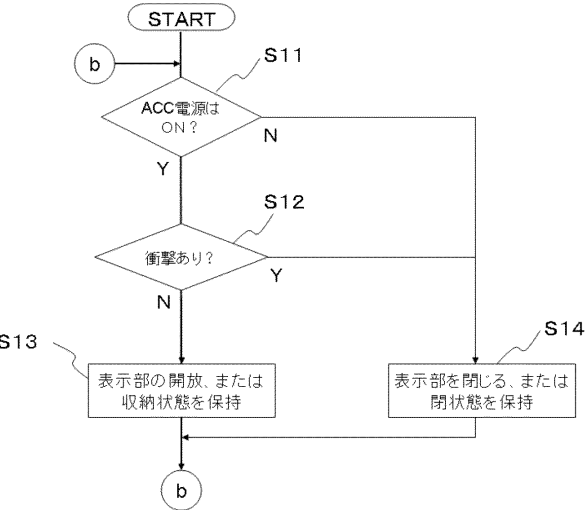 START
b
S11
ACC電源は
ON?
N
Y
S12
衝撃あり?
Y
N
S13
S14
表示部の開放、または
収納状態を保持
表示部を閉じる、または
閉状態を保持
b